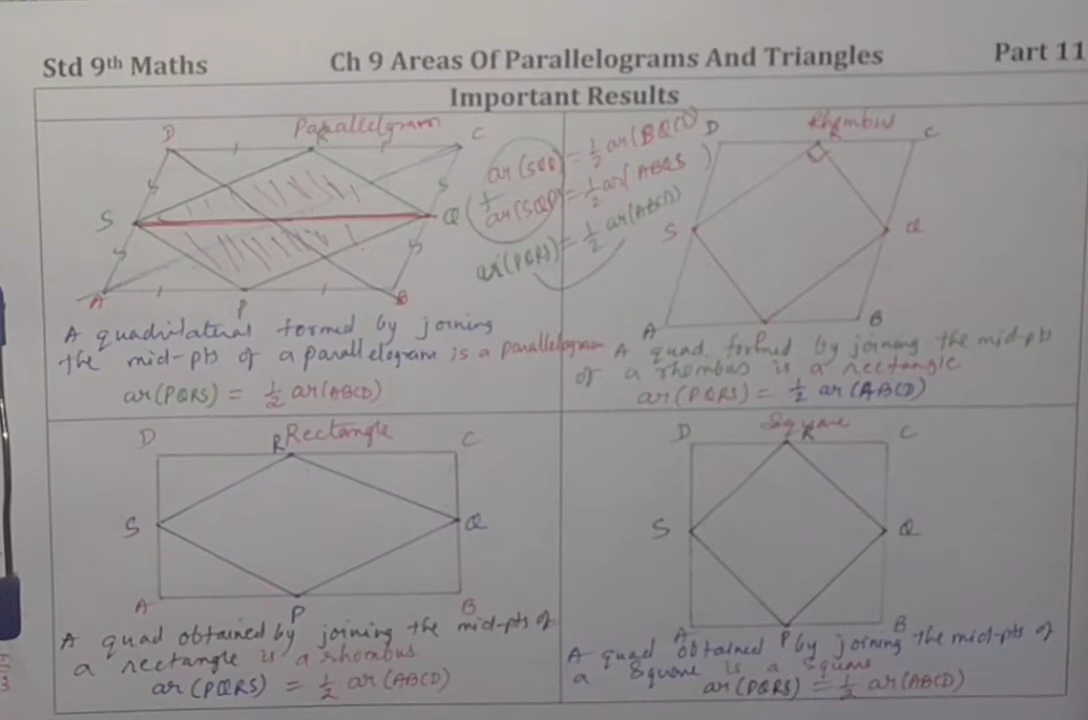 Std 9th Maths
Ch 9 Areas Of Parallelograms And Triangles
Part 11
Important Results
Parallelgram
D
R
C
S
Q
A
P
B
ar(SQR) = 1/2 ar(DQCS)
+
ar(SQP) = 1/2 ar(ABQS)
ar(PQRS) = 1/2 ar(ABCD)
A quadrilateral formed by joining
the mid-pts of a parallelogram is a parallelogram
ar(PQRS) = 1/2 ar(ABCD)
Rhombus
D
R
C
S
Q
A
P
B
A quad. formed by joining the mid-pts
of a rhombus is a rectangle
ar(PQRS) = 1/2 ar(ABCD)
Rectangle
D
R
C
S
Q
A
P
B
A quad obtained by joining the mid-pts of
a rectangle is a rhombus
ar(PQRS) = 1/2 ar(ABCD)
Square
D
R
C
S
Q
A
P
B
A quad obtained by joining the mid-pts of
a Square is a Square
ar(PQRS) = 1/2 ar(ABCD)